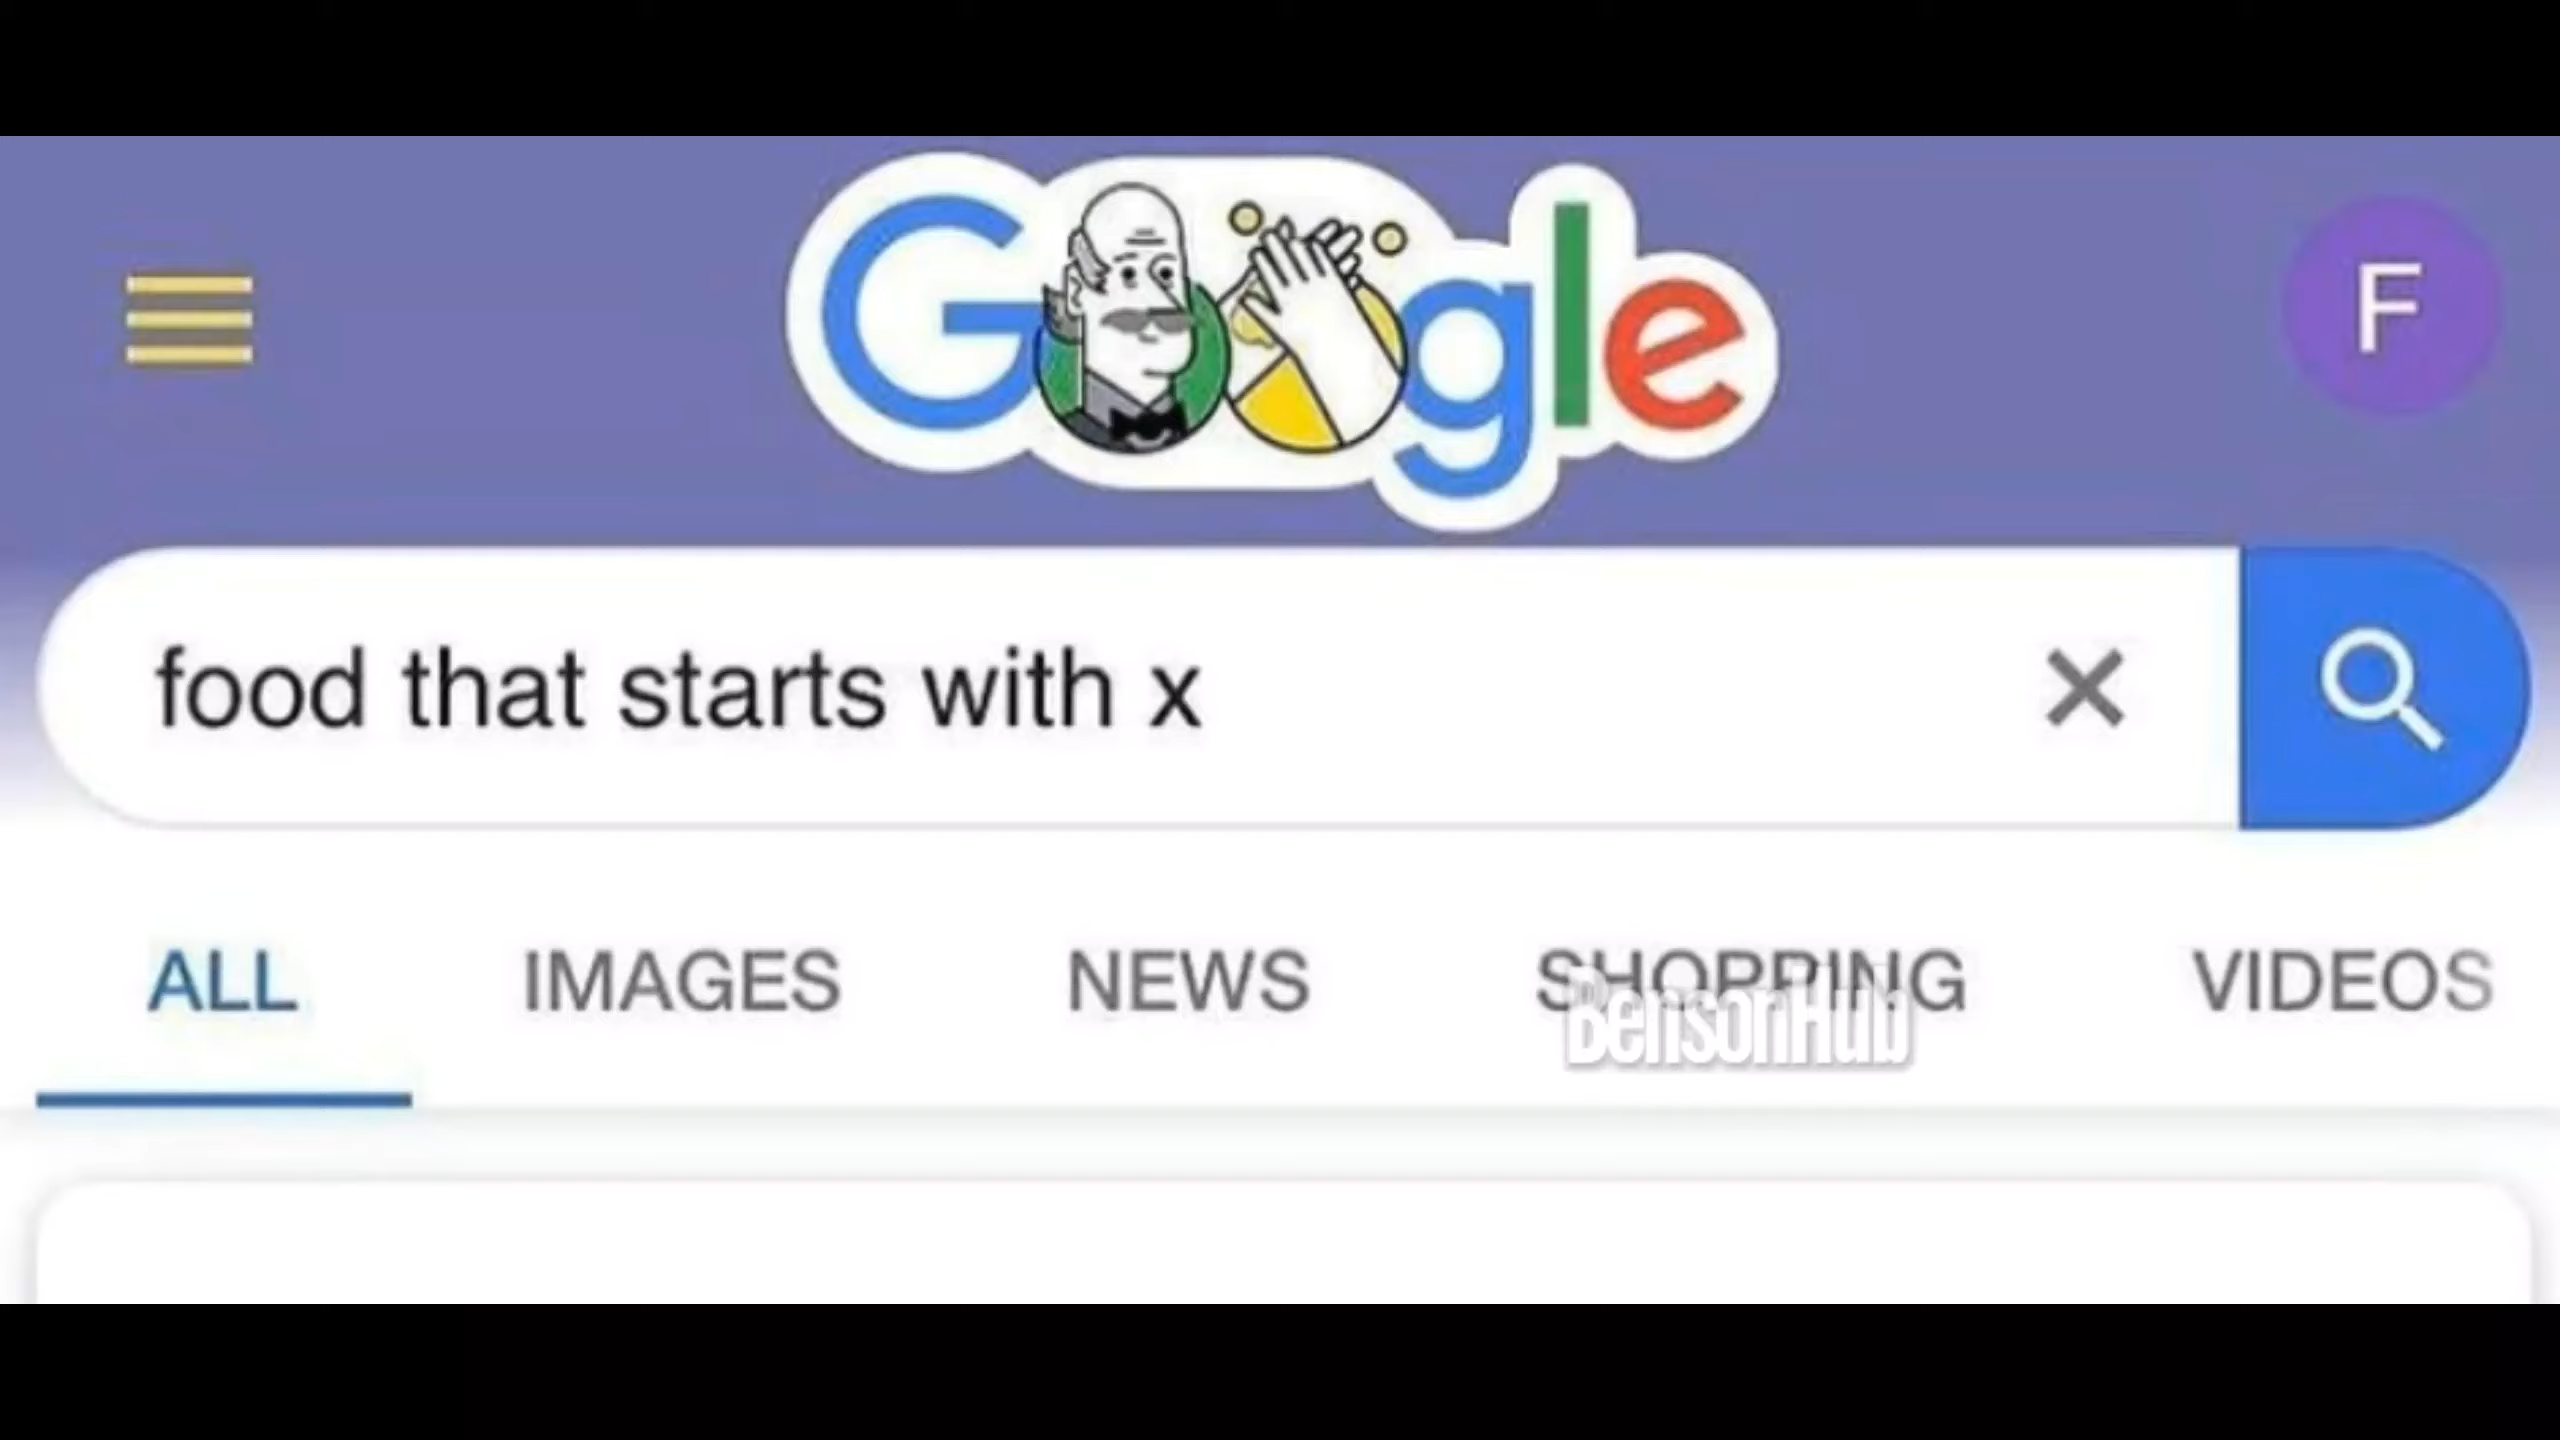 Google
F
food that starts with x
ALL IMAGES NEWS SHOPPING VIDEOS
BensonHub